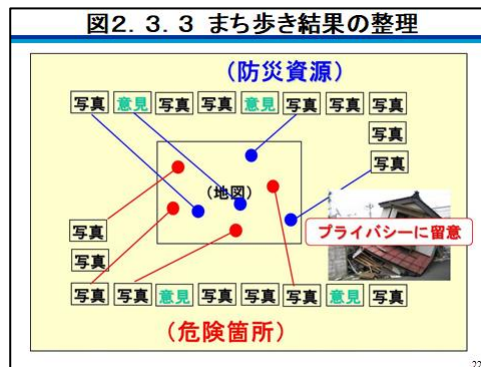 図2．3．3 まち歩き結果の整理
（防災資源）
写真 意見 写真 写真 意見 写真 写真 写真
写真
写真
（地図）
プライバシーに留意
写真
写真
写真 写真 意見 写真 写真 写真 意見 写真
（危険箇所）
22